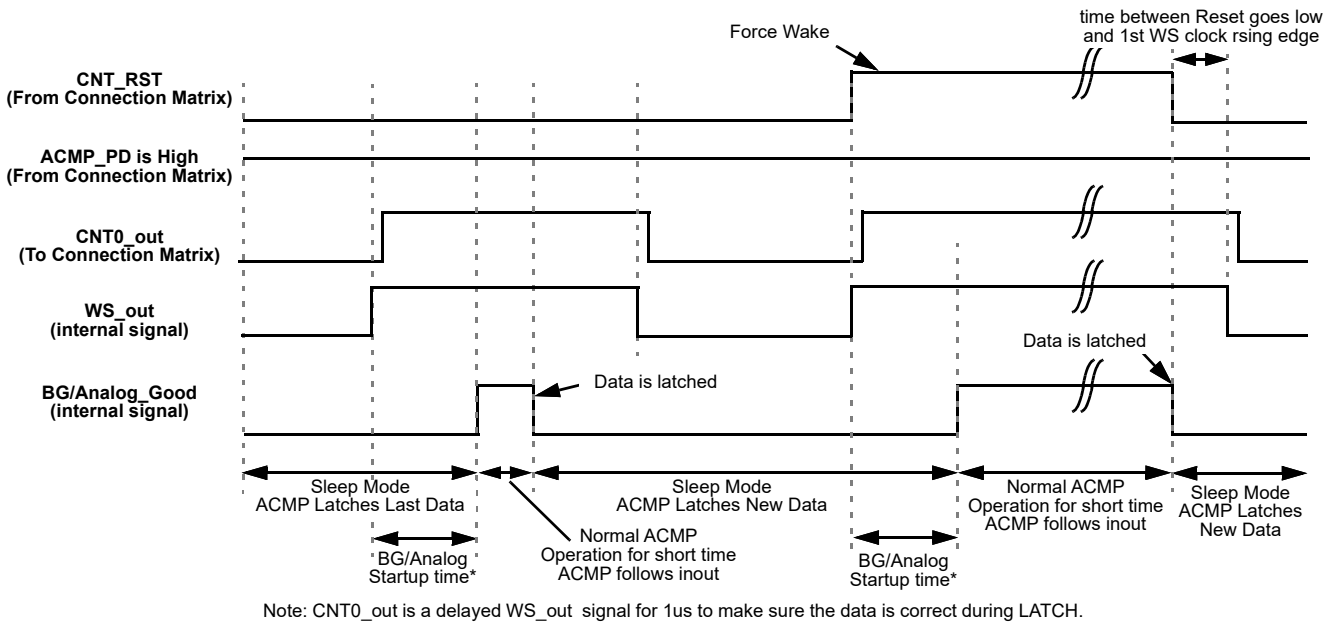 time between Reset goes low
and 1st WS clock rsing edge
Force Wake
CNT_RST
(From Connection Matrix)
ACMP_PD is High
(From Connection Matrix)
CNT0_out
(To Connection Matrix)
WS_out
(internal signal)
Data is latched
BG/Analog_Good
(internal signal)
Data is latched
Sleep Mode
ACMP Latches Last Data
Sleep Mode
ACMP Latches New Data
Normal ACMP
Operation for short time
ACMP follows inout
Sleep Mode
ACMP Latches
New Data
BG/Analog
Startup time*
Normal ACMP
Operation for short time
ACMP follows inout
BG/Analog
Startup time*
Note: CNT0_out is a delayed WS_out signal for 1us to make sure the data is correct during LATCH.